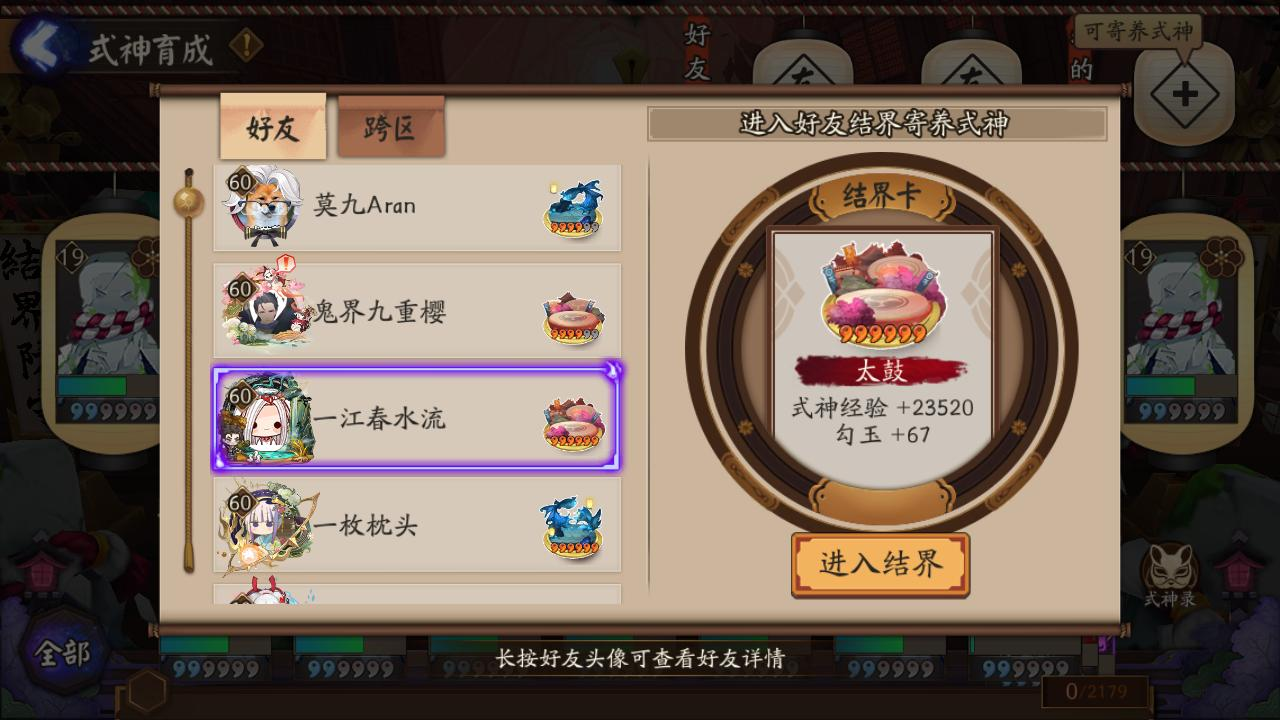 式神育成
好友
的
可寄养式神
友
友
好友
跨区
进入好友结界寄养式神
60
莫九Aran
999999
60
鬼界九重樱
999999
60
一江春水流
999999
60
一枚枕头
999999
结界卡
999999
太鼓
式神经验 +23520
勾玉 +67
进入结界
19
999999
19
999999
结界
式神录
全部
999999
999999
999999
999999
999999
长按好友头像可查看好友详情
0/2179